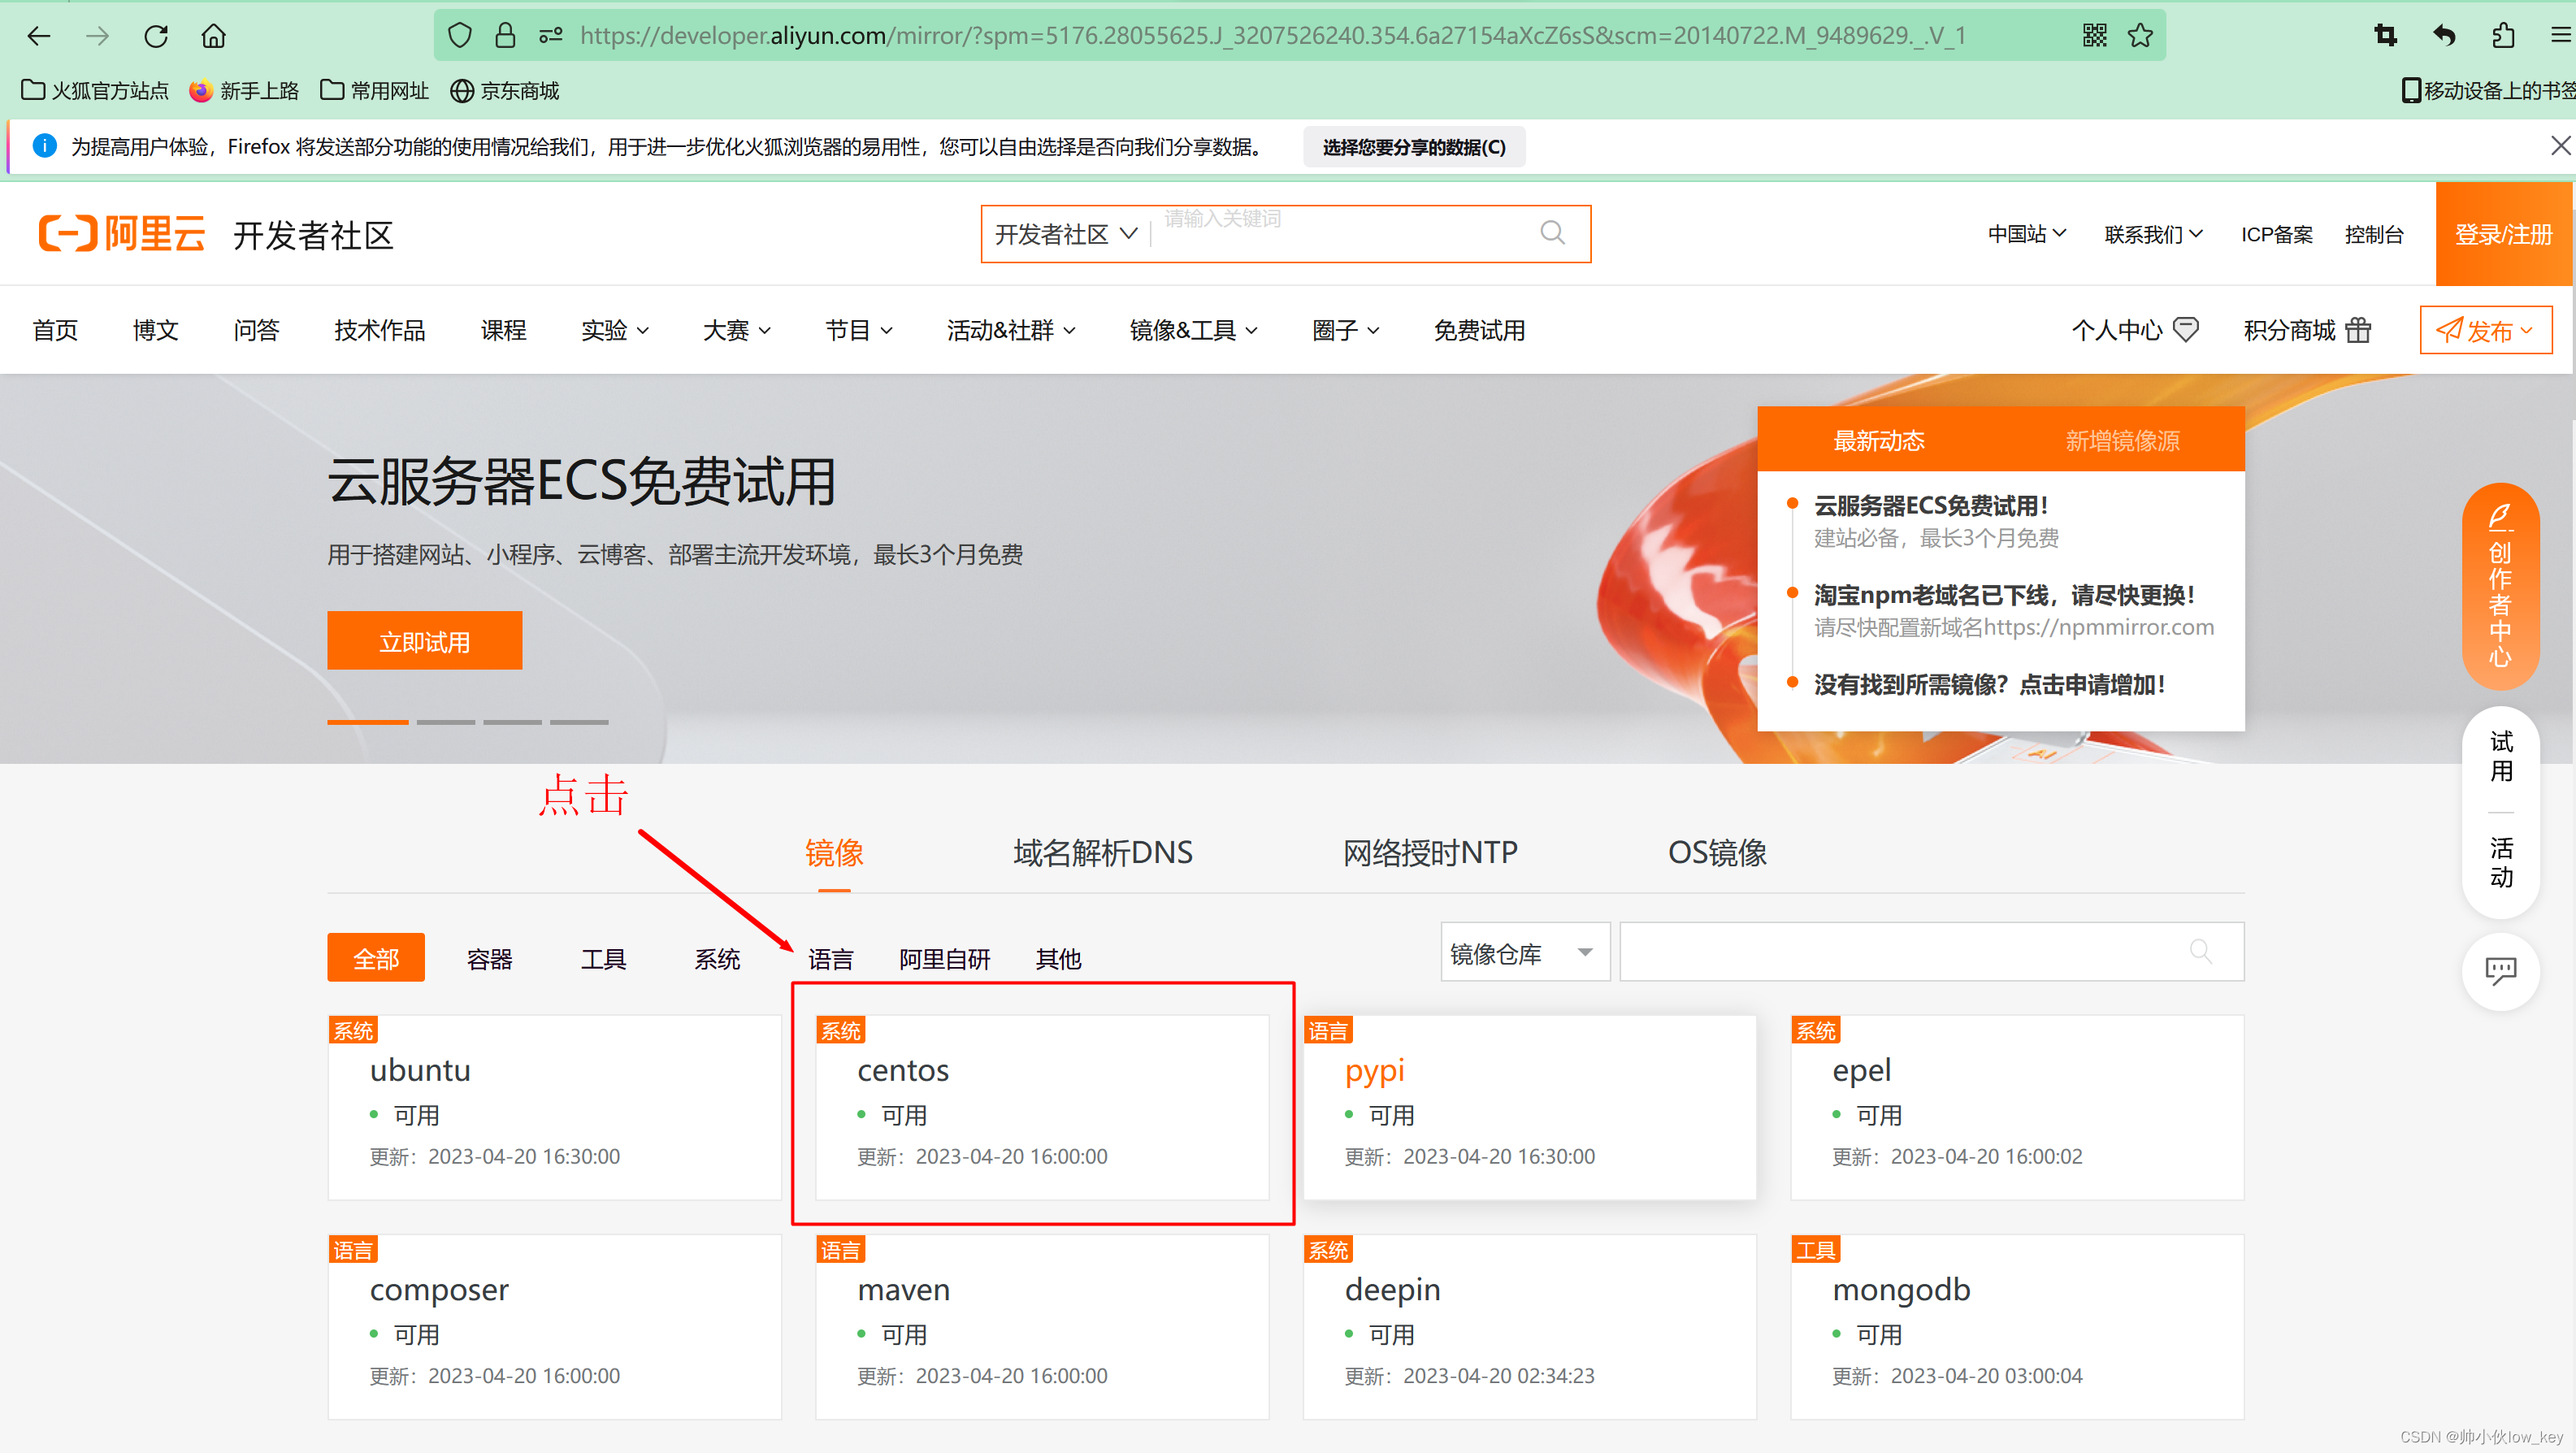 https://developer.aliyun.com/mirror/?spm=5176.28055625.J_3207526240.354.6a27154aXcZ6sS&scm=20140722.M_9489629._.V_1
火狐官方站点 新手上路 常用网址 京东商城 移动设备上的书签
为提高用户体验，Firefox 将发送部分功能的使用情况给我们，用于进一步优化火狐浏览器的易用性，您可以自由选择是否向我们分享数据。 选择您要分享的数据(C)
阿里云 开发者社区 开发者社区 请输入关键词 中国站 联系我们 ICP备案 控制台 登录/注册
首页 博文 问答 技术作品 课程 实验 大赛 节目 活动&社群 镜像&工具 圈子 免费试用 个人中心 积分商城 发布
云服务器ECS免费试用
用于搭建网站、小程序、云博客、部署主流开发环境，最长3个月免费
立即试用
最新动态 新增镜像源
云服务器ECS免费试用！
建站必备，最长3个月免费
淘宝npm老域名已下线，请尽快更换！
请尽快配置新域名https://npmmirror.com
没有找到所需镜像？点击申请增加！
创作者中心
试用
活动
点击
镜像 域名解析DNS 网络授时NTP OS镜像
全部 容器 工具 系统 语言 阿里自研 其他 镜像仓库
系统 系统 语言 系统
ubuntu centos pypi epel
可用 可用 可用 可用
更新：2023-04-20 16:30:00 更新：2023-04-20 16:00:00 更新：2023-04-20 16:30:00 更新：2023-04-20 16:00:02
语言 语言 系统 工具
composer maven deepin mongodb
可用 可用 可用 可用
更新：2023-04-20 16:00:00 更新：2023-04-20 16:00:00 更新：2023-04-20 02:34:23 更新：2023-04-20 03:00:04
CSDN @帅小伙low_key